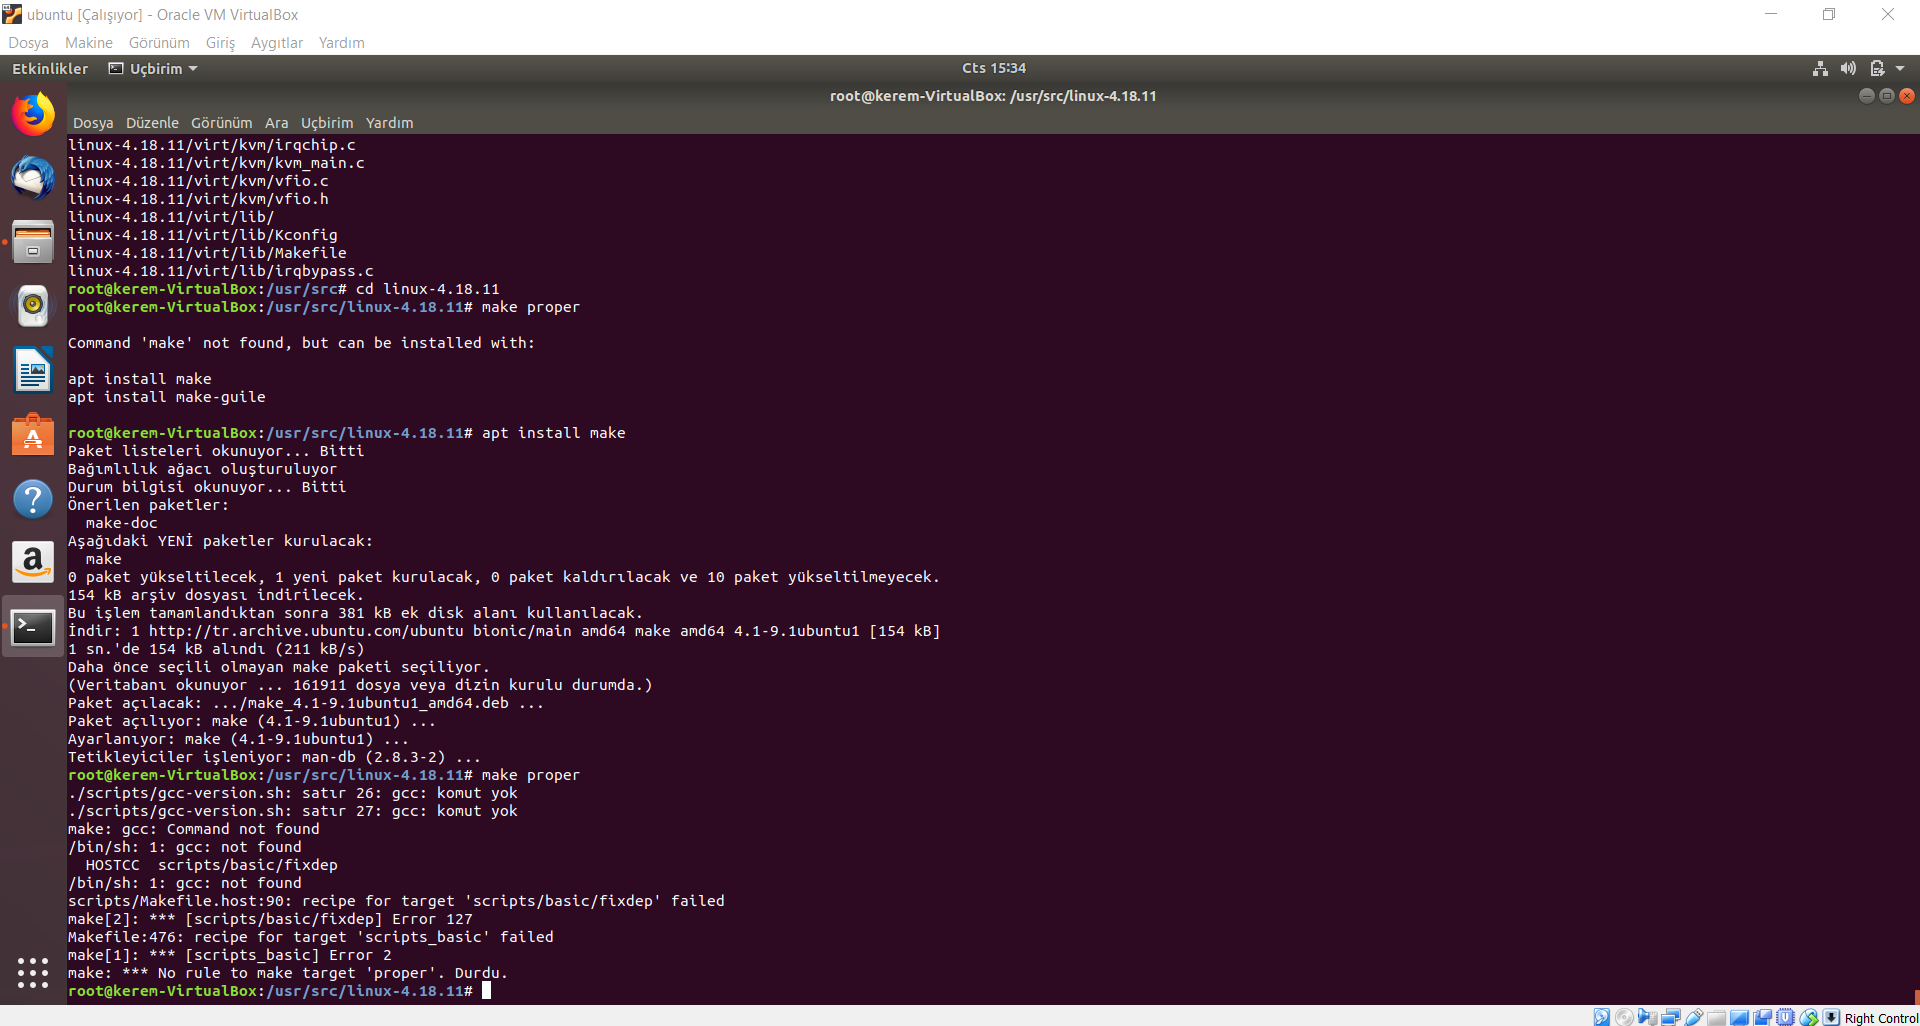 ubuntu [Çalışıyor] - Oracle VM VirtualBox
Dosya Makine Görünüm Giriş Aygıtlar Yardım
Etkinlikler Uçbirim Cts 15:34
root@kerem-VirtualBox: /usr/src/linux-4.18.11
Dosya Düzenle Görünüm Ara Uçbirim Yardım
linux-4.18.11/virt/kvm/irqchip.c
linux-4.18.11/virt/kvm/kvm_main.c
linux-4.18.11/virt/kvm/vfio.c
linux-4.18.11/virt/kvm/vfio.h
linux-4.18.11/virt/lib/
linux-4.18.11/virt/lib/Kconfig
linux-4.18.11/virt/lib/Makefile
linux-4.18.11/virt/lib/irqbypass.c
root@kerem-VirtualBox:/usr/src# cd linux-4.18.11
root@kerem-VirtualBox:/usr/src/linux-4.18.11# make proper
Command 'make' not found, but can be installed with:
apt install make
apt install make-guile
root@kerem-VirtualBox:/usr/src/linux-4.18.11# apt install make
Paket listeleri okunuyor... Bitti
Bağımlılık ağacı oluşturuluyor
Durum bilgisi okunuyor... Bitti
Önerilen paketler:
make-doc
Aşağıdaki YENİ paketler kurulacak:
make
0 paket yükseltilecek, 1 yeni paket kurulacak, 0 paket kaldırılacak ve 10 paket yükseltilmeyecek.
154 kB arşiv dosyası indirilecek.
Bu işlem tamamlandıktan sonra 381 kB ek disk alanı kullanılacak.
İndir: 1 http://tr.archive.ubuntu.com/ubuntu bionic/main amd64 make amd64 4.1-9.1ubuntu1 [154 kB]
1 sn.'de 154 kB alındı (211 kB/s)
Daha önce seçili olmayan make paketi seçiliyor.
(Veritabanı okunuyor ... 161911 dosya veya dizin kurulu durumda.)
Paket açılacak: .../make_4.1-9.1ubuntu1_amd64.deb ...
Paket açılıyor: make (4.1-9.1ubuntu1) ...
Ayarlanıyor: make (4.1-9.1ubuntu1) ...
Tetikleyiciler işleniyor: man-db (2.8.3-2) ...
root@kerem-VirtualBox:/usr/src/linux-4.18.11# make proper
./scripts/gcc-version.sh: satır 26: gcc: komut yok
./scripts/gcc-version.sh: satır 27: gcc: komut yok
make: gcc: Command not found
/bin/sh: 1: gcc: not found
HOSTCC scripts/basic/fixdep
/bin/sh: 1: gcc: not found
scripts/Makefile.host:90: recipe for target 'scripts/basic/fixdep' failed
make[2]: *** [scripts/basic/fixdep] Error 127
Makefile:476: recipe for target 'scripts_basic' failed
make[1]: *** [scripts_basic] Error 2
make: *** No rule to make target 'proper'. Durdu.
root@kerem-VirtualBox:/usr/src/linux-4.18.11#
Right Control